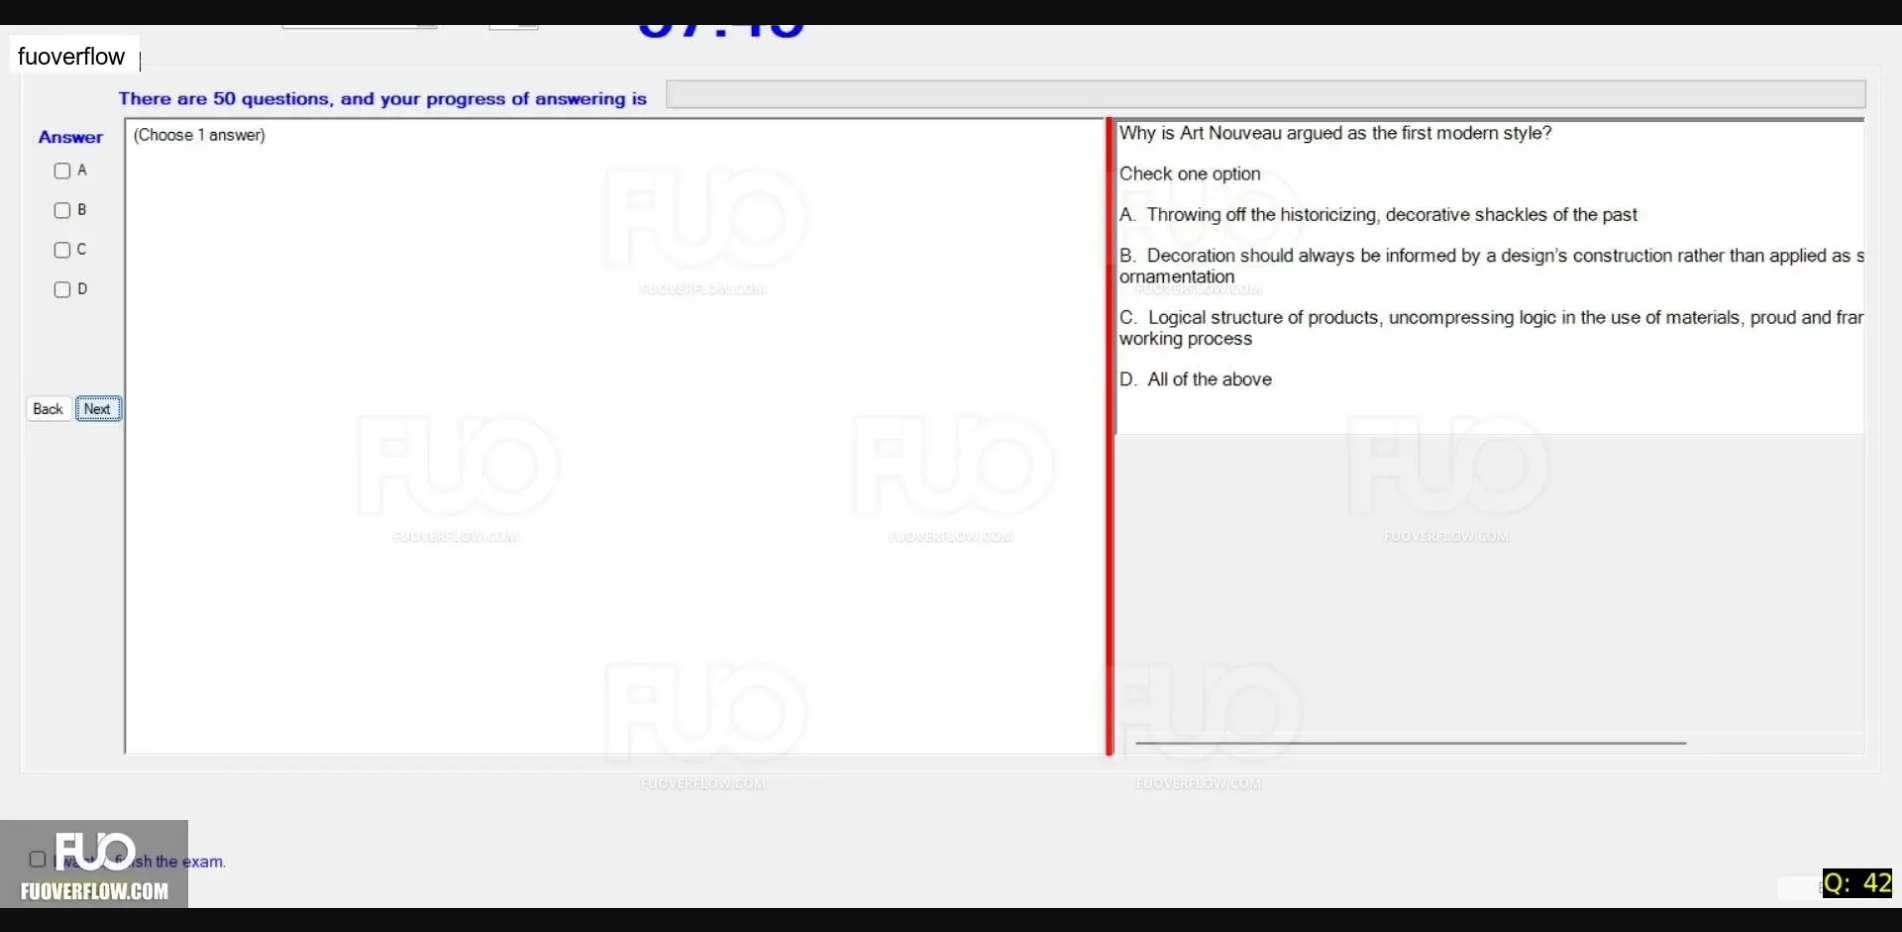 07:48
fuoverflow
There are 50 questions, and your progress of answering is
Answer
(Choose 1 answer)
A
B
C
D
Back
Next
Why is Art Nouveau argued as the first modern style?
Check one option
A. Throwing off the historicizing, decorative shackles of the past
B. Decoration should always be informed by a design's construction rather than applied as s
ornamentation
C. Logical structure of products, uncompressing logic in the use of materials, proud and frar
working process
D. All of the above
FUO
FUOVERFLOW.COM
FUO
FUOVERFLOW.COM
FUO
FUOVERFLOW.COM
FUO
FUOVERFLOW.COM
FUO
FUOVERFLOW.COM
FUO
FUOVERFLOW.COM
FUO
FUOVERFLOW.COM
the exam.
FUO
FUOVERFLOW.COM
Q: 42